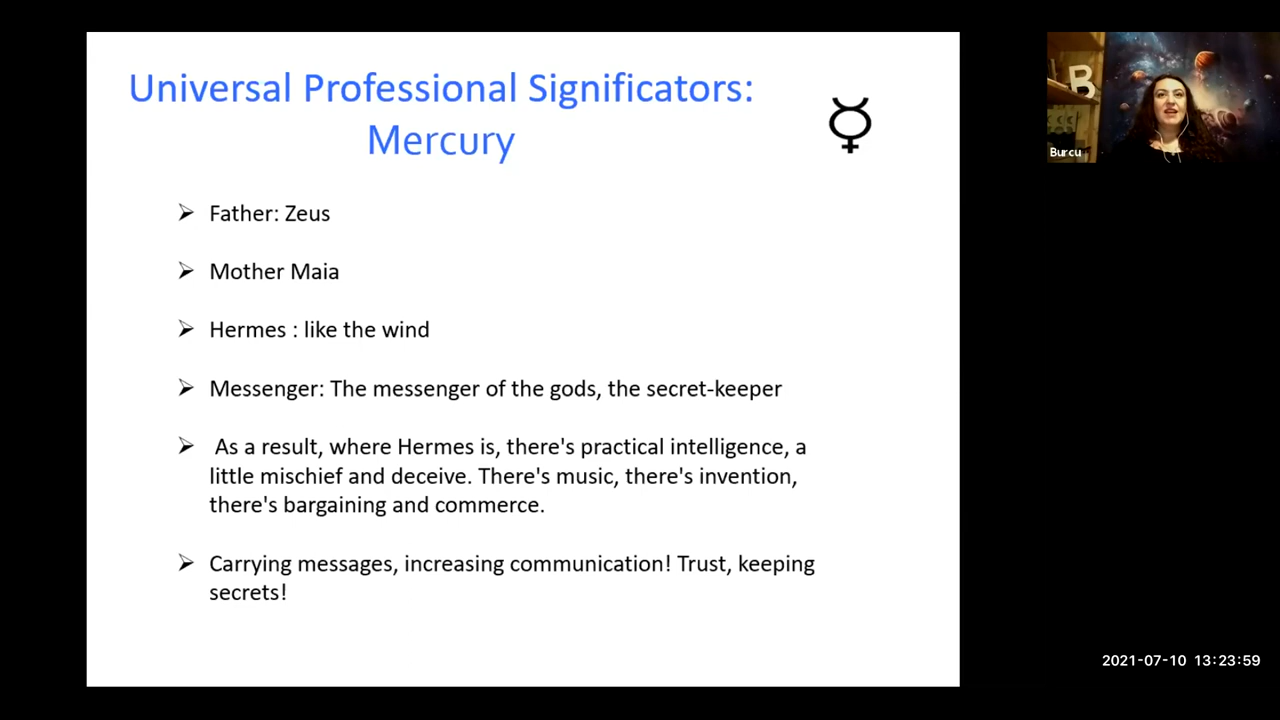 Universal Professional Significators:
Mercury
Father: Zeus
Mother Maia
Hermes : like the wind
Messenger: The messenger of the gods, the secret-keeper
As a result, where Hermes is, there's practical intelligence, a
little mischief and deceive. There's music, there's invention,
there's bargaining and commerce.
Carrying messages, increasing communication! Trust, keeping
secrets!
B
Burcu
2021-07-10 13:23:59